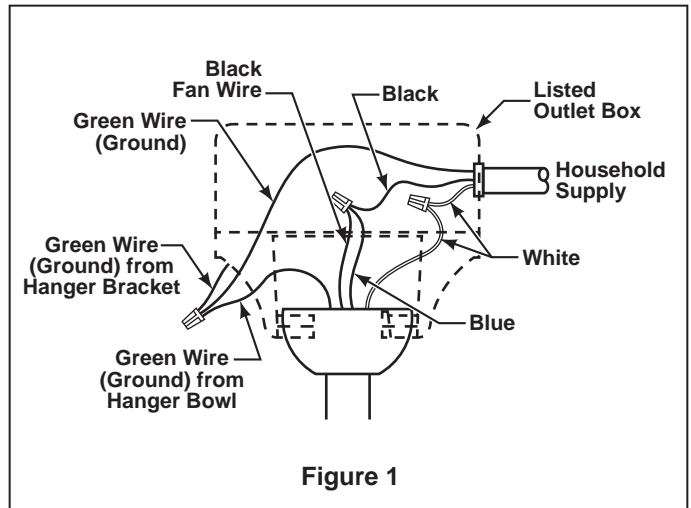 Black
Fan Wire
Black
Listed
Outlet Box
Green Wire
(Ground)
Household
Supply
Green Wire
(Ground) from
Hanger Bracket
White
Blue
Green Wire
(Ground) from
Hanger Bowl
Figure 1